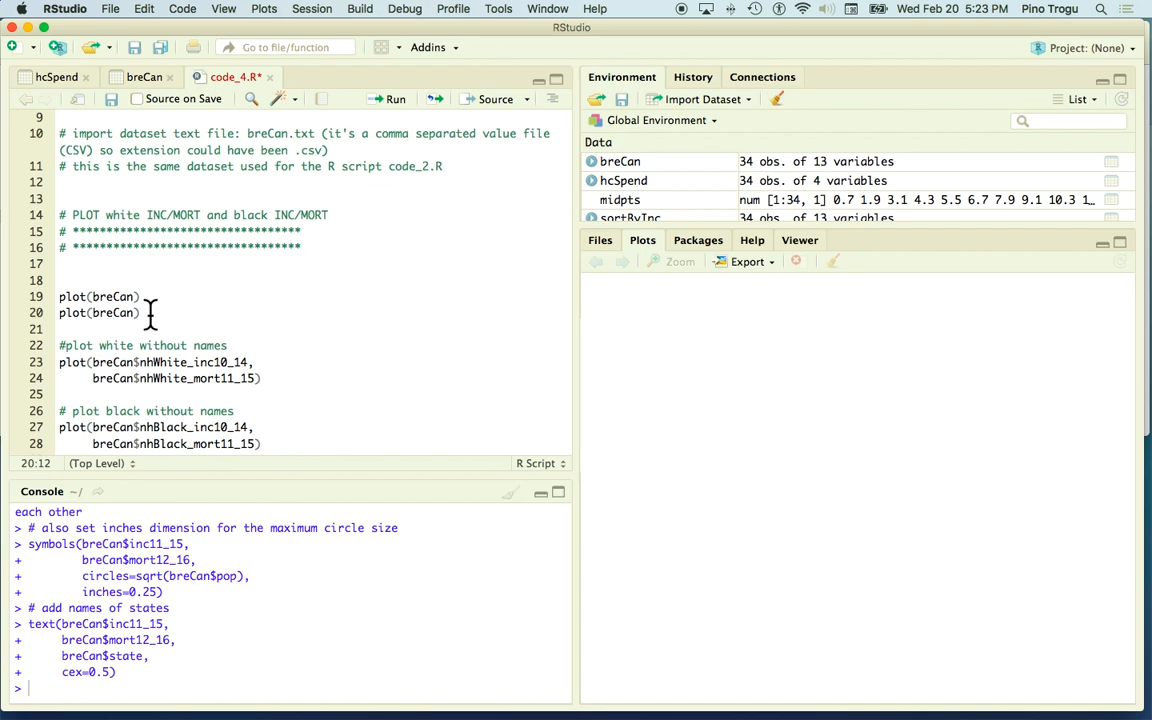 RStudio File Edit Code View Plots Session Build Debug Profile Tools Window Help Wed Feb 20 5:23 PM Pino Trogu
RStudio
Go to file/function Addins Project: (None)
hcSpend breCan code_4.R*
Source on Save Run Source
9
10 # import dataset text file: breCan.txt (it's a comma separated value file
(CSV) so extension could have been .csv)
11 # this is the same dataset used for the R script code_2.R
12
13
14 # PLOT white INC/MORT and black INC/MORT
15 # **********************************
16 # **********************************
17
18
19 plot(breCan)
20 plot(breCan)
21
22 #plot white without names
23 plot(breCan$nhWhite_inc10_14,
24 breCan$nhWhite_mort11_15)
25
26 # plot black without names
27 plot(breCan$nhBlack_inc10_14,
28 breCan$nhBlack_mort11_15)
20:12 (Top Level) R Script
Console ~/
each other
> # also set inches dimension for the maximum circle size
> symbols(breCan$inc11_15,
+ breCan$mort12_16,
+ circles=sqrt(breCan$pop),
+ inches=0.25)
> # add names of states
> text(breCan$inc11_15,
+ breCan$mort12_16,
+ breCan$state,
+ cex=0.5)
>
Environment History Connections
Import Dataset List
Global Environment
Data
breCan 34 obs. of 13 variables
hcSpend 34 obs. of 4 variables
midpts num [1:34, 1] 0.7 1.9 3.1 4.3 5.5 6.7 7.9 9.1 10.3 1…
sortByInc 34 obs. of 13 variables
Files Plots Packages Help Viewer
Zoom Export